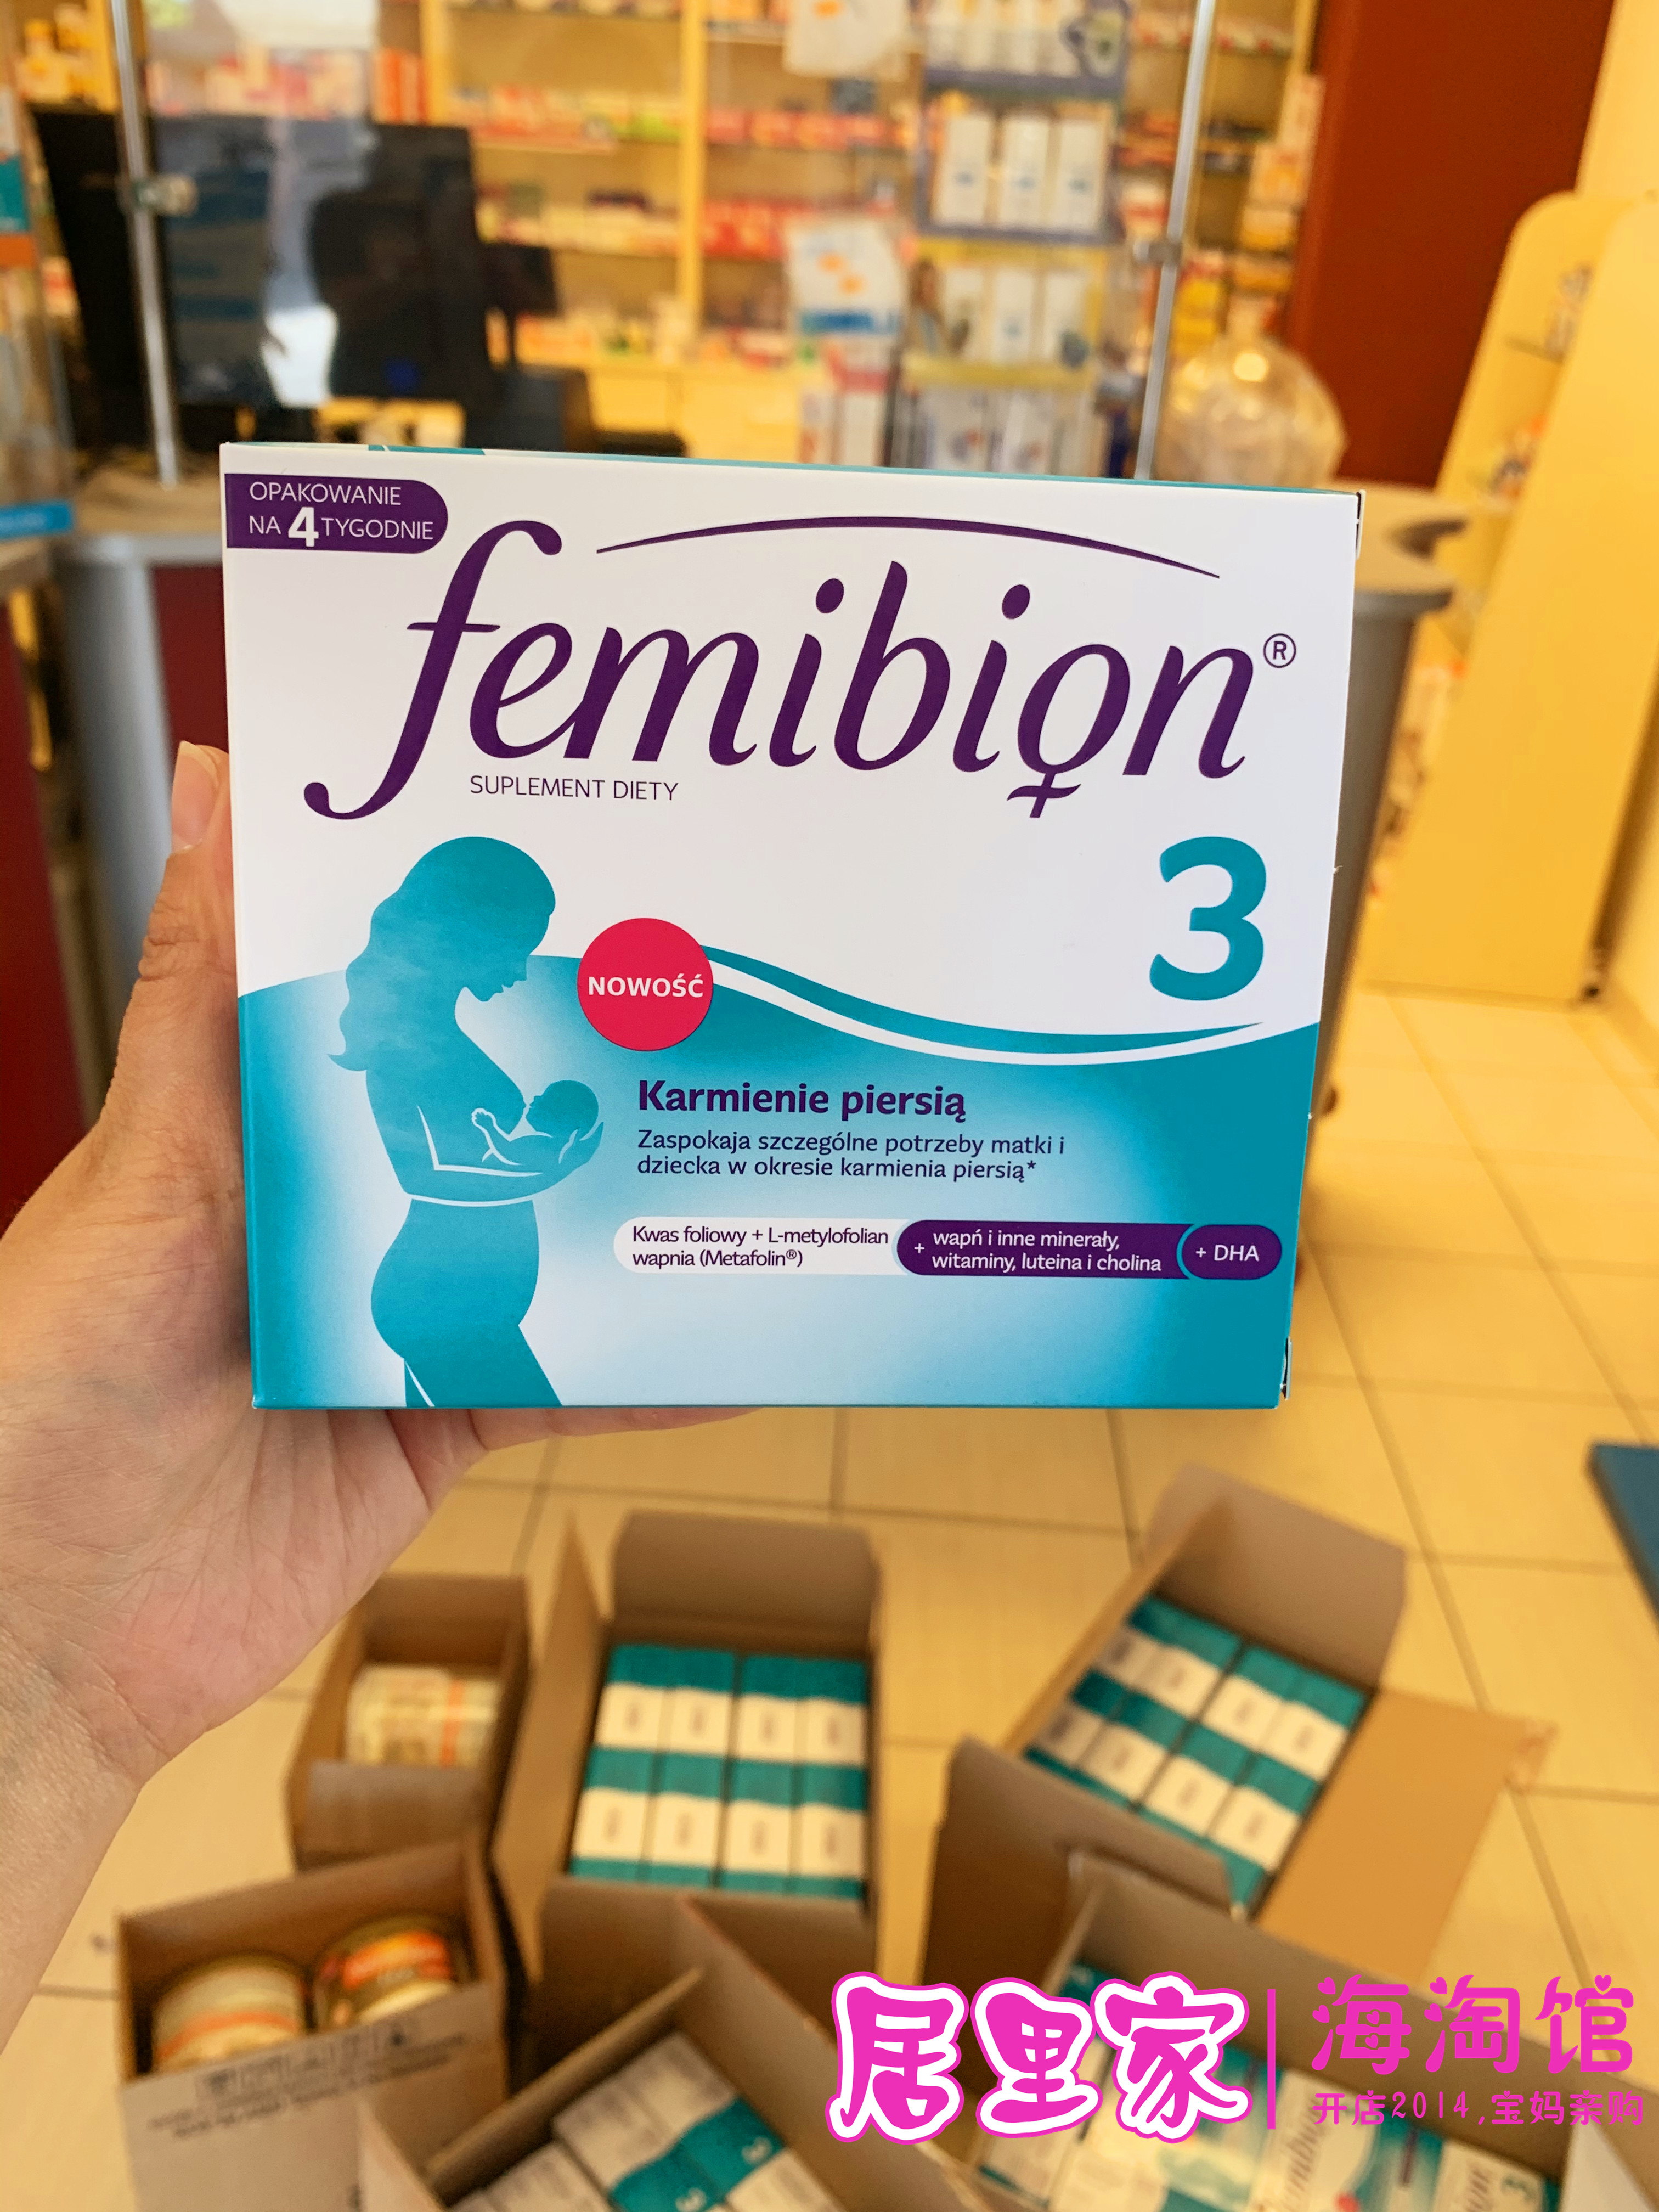 OPAKOWANIE
NA 4 TYGODNIE
femibion®
SUPLEMENT DIETY
3
NOWOŚĆ
Karmienie piersią
Zaspokaja szczególne potrzeby matki i
dziecka w okresie karmienia piersią*
Kwas foliowy + L-metylofolian
wapnia (Metafolin®)
+ wapń i inne minerały,
witaminy, luteina i cholina
+ DHA
居里家 | 海淘馆
开店2014,宝妈亲购